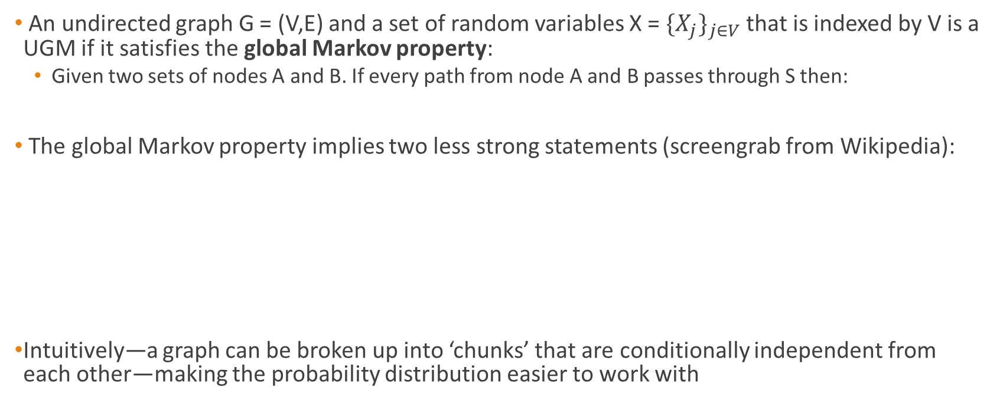 • An undirected graph G = (V,E) and a set of random variables X = {X_j}_{j∈V} that is indexed by V is a
UGM if it satisfies the global Markov property:
• Given two sets of nodes A and B. If every path from node A and B passes through S then:
• The global Markov property implies two less strong statements (screengrab from Wikipedia):
•Intuitively—a graph can be broken up into ‘chunks’ that are conditionally independent from
each other—making the probability distribution easier to work with